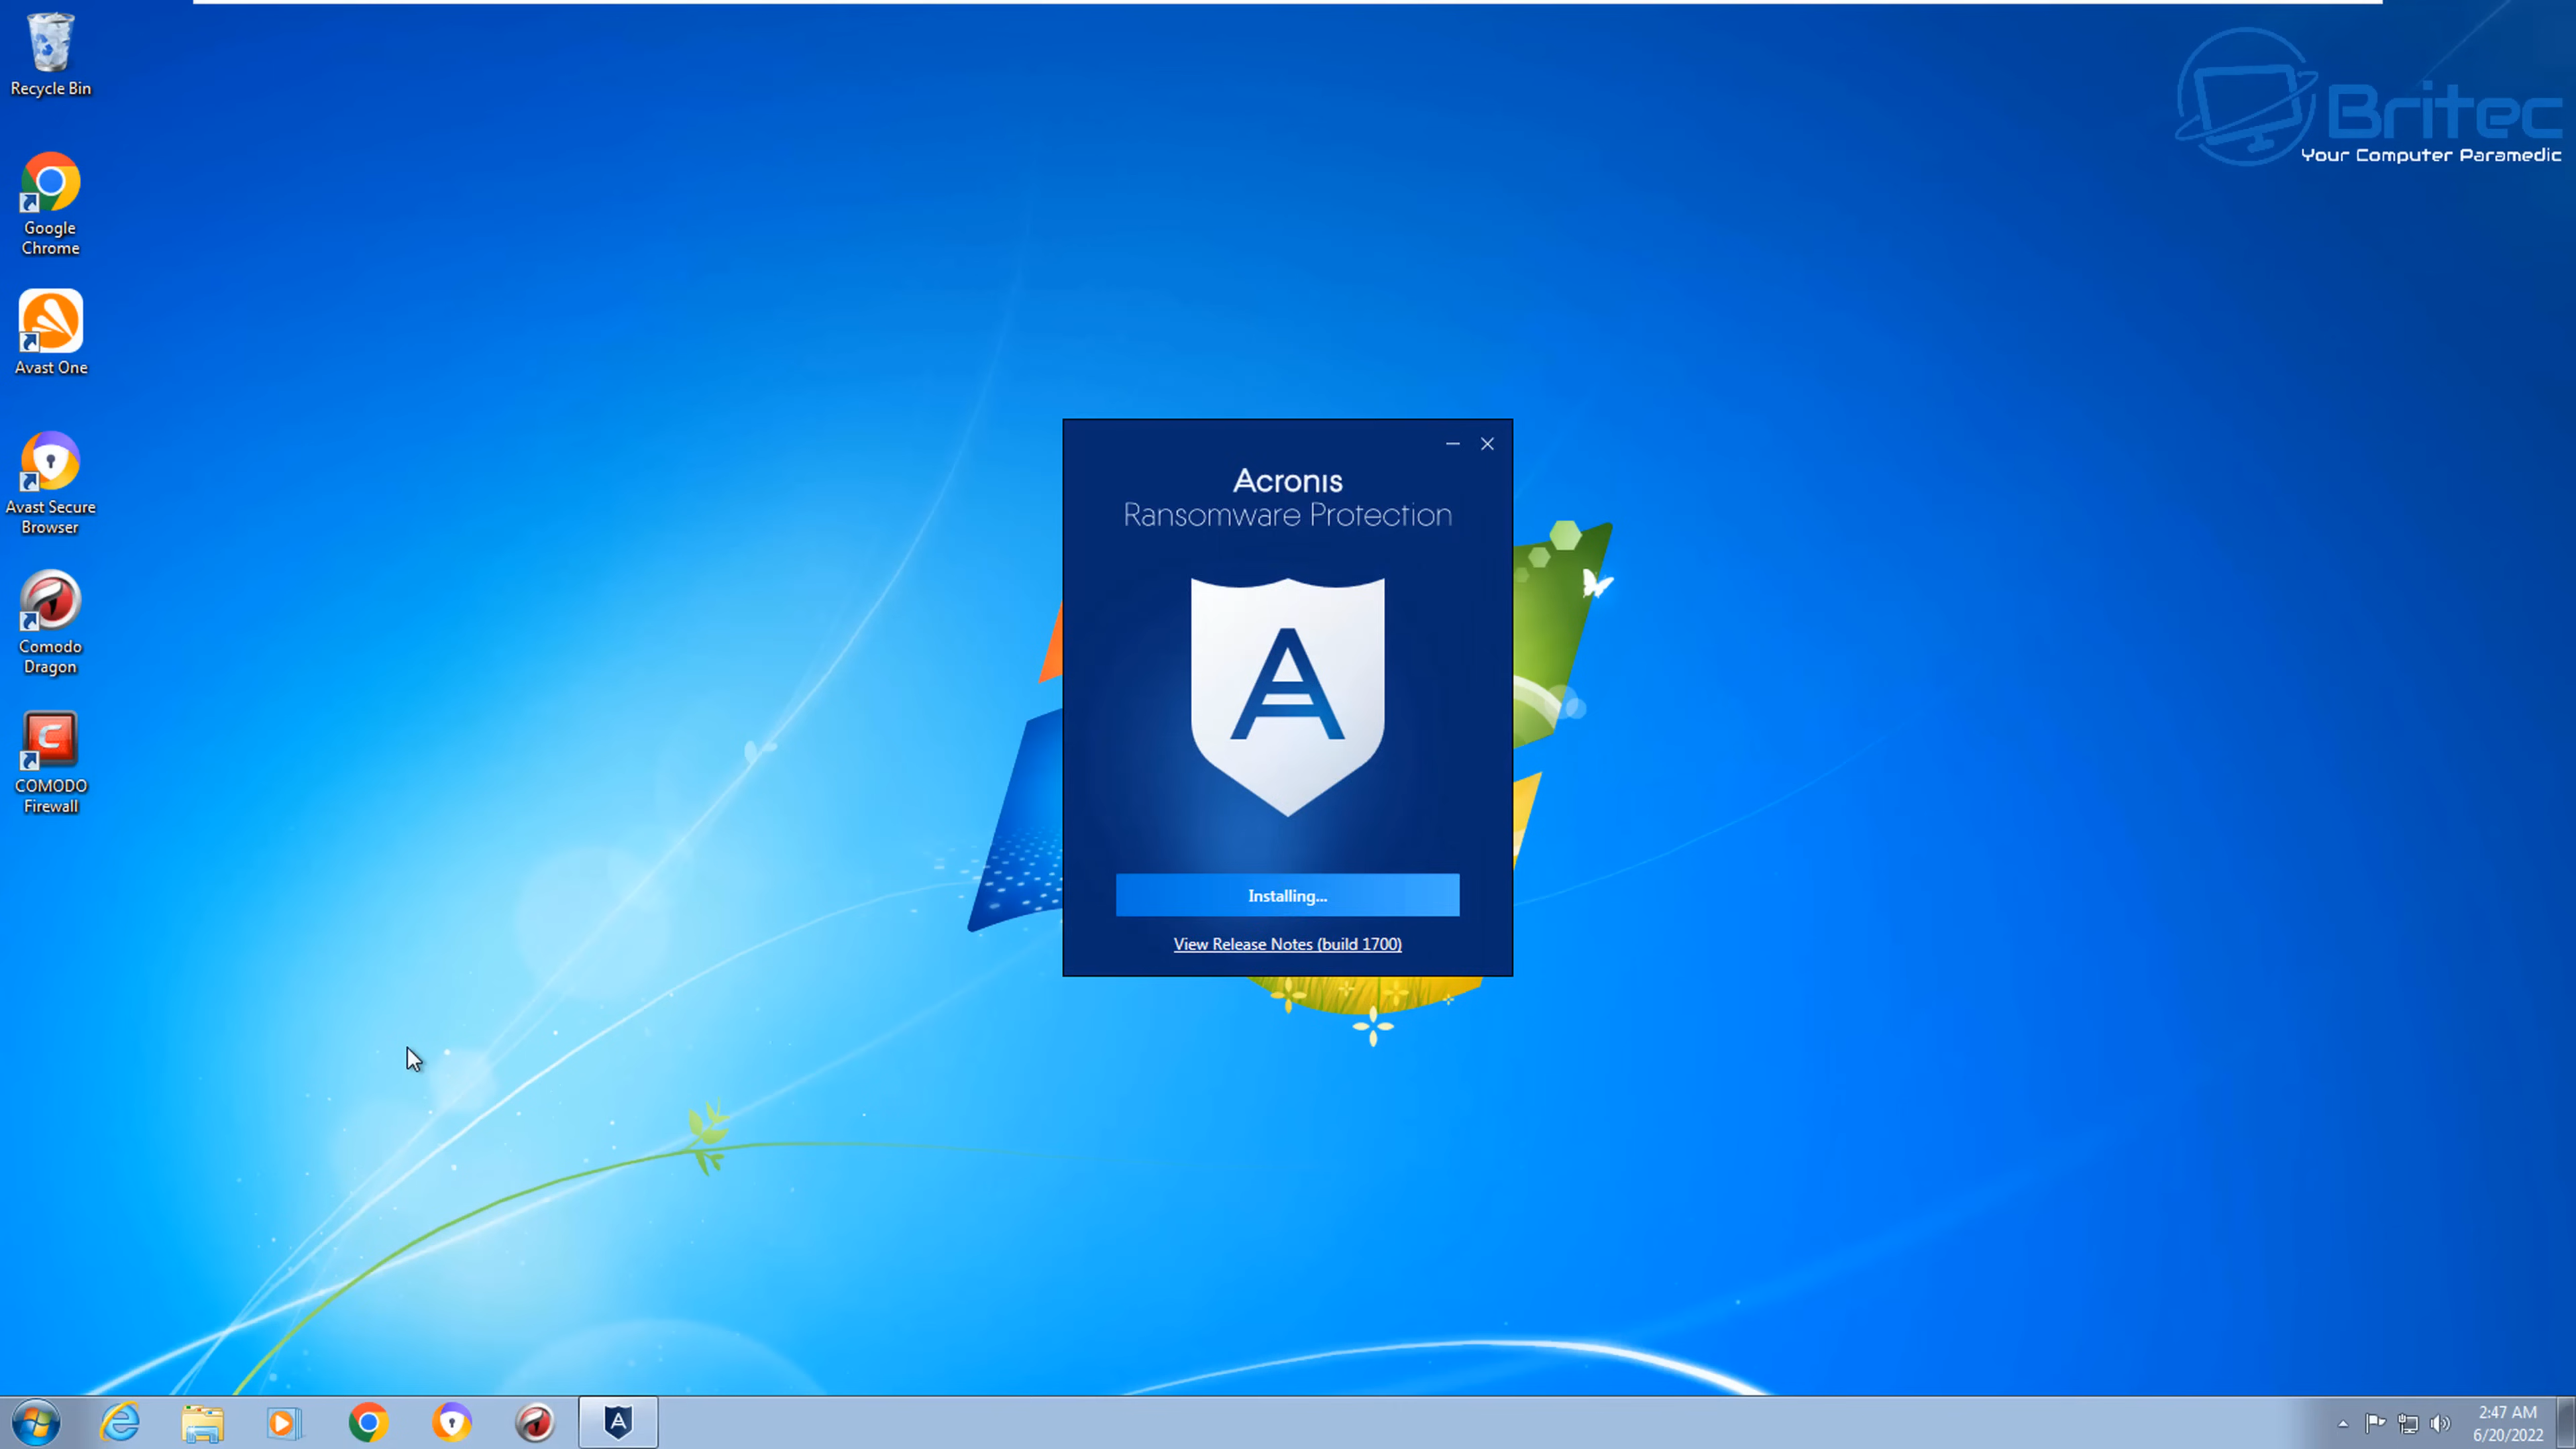 Recycle Bin
Google
Chrome
Avast One
Avast Secure
Browser
Comodo
Dragon
COMODO
Firewall
Britec
Your Computer Paramedic
Acronis
Ransomware Protection
A
Installing...
View Release Notes (build 1700)
2:47 AM
6/20/2022